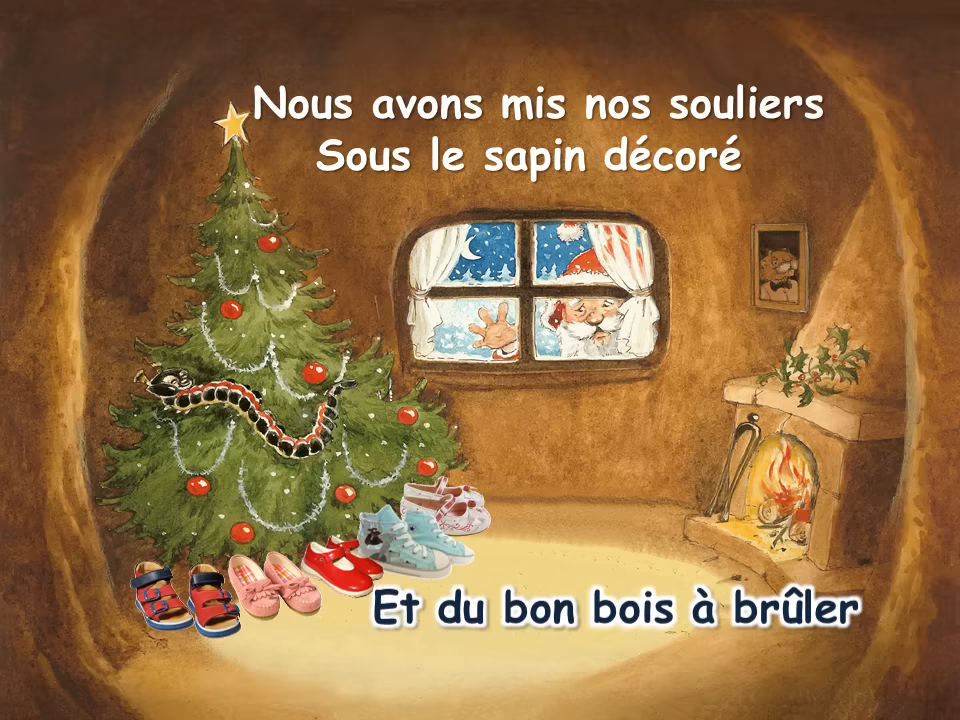 Nous avons mis nos souliers
Sous le sapin décoré
Et du bon bois à brûler